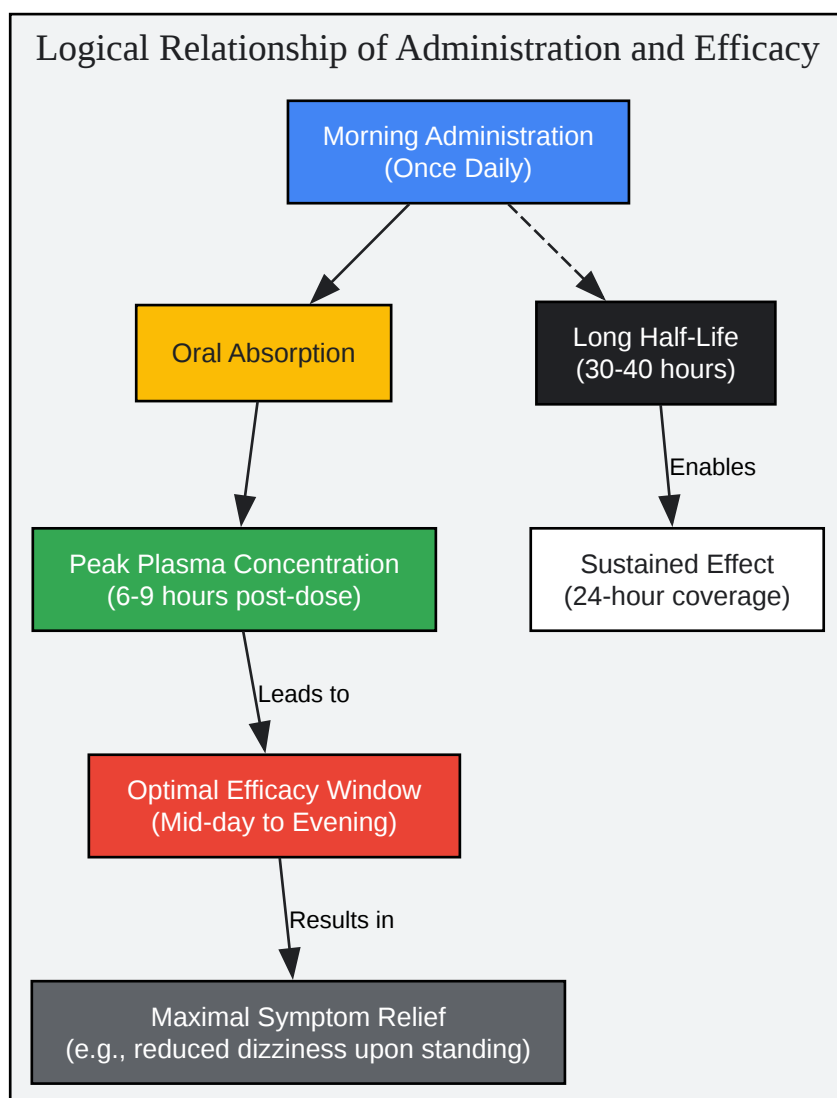 Logical Relationship of Administration and Efficacy
Morning Administration
(Once Daily)
Oral Absorption
Long Half-Life
(30-40 hours)
Enables
Peak Plasma Concentration
(6-9 hours post-dose)
Sustained Effect
(24-hour coverage)
Leads to
Optimal Efficacy Window
(Mid-day to Evening)
Results in
Maximal Symptom Relief
(e.g., reduced dizziness upon standing)